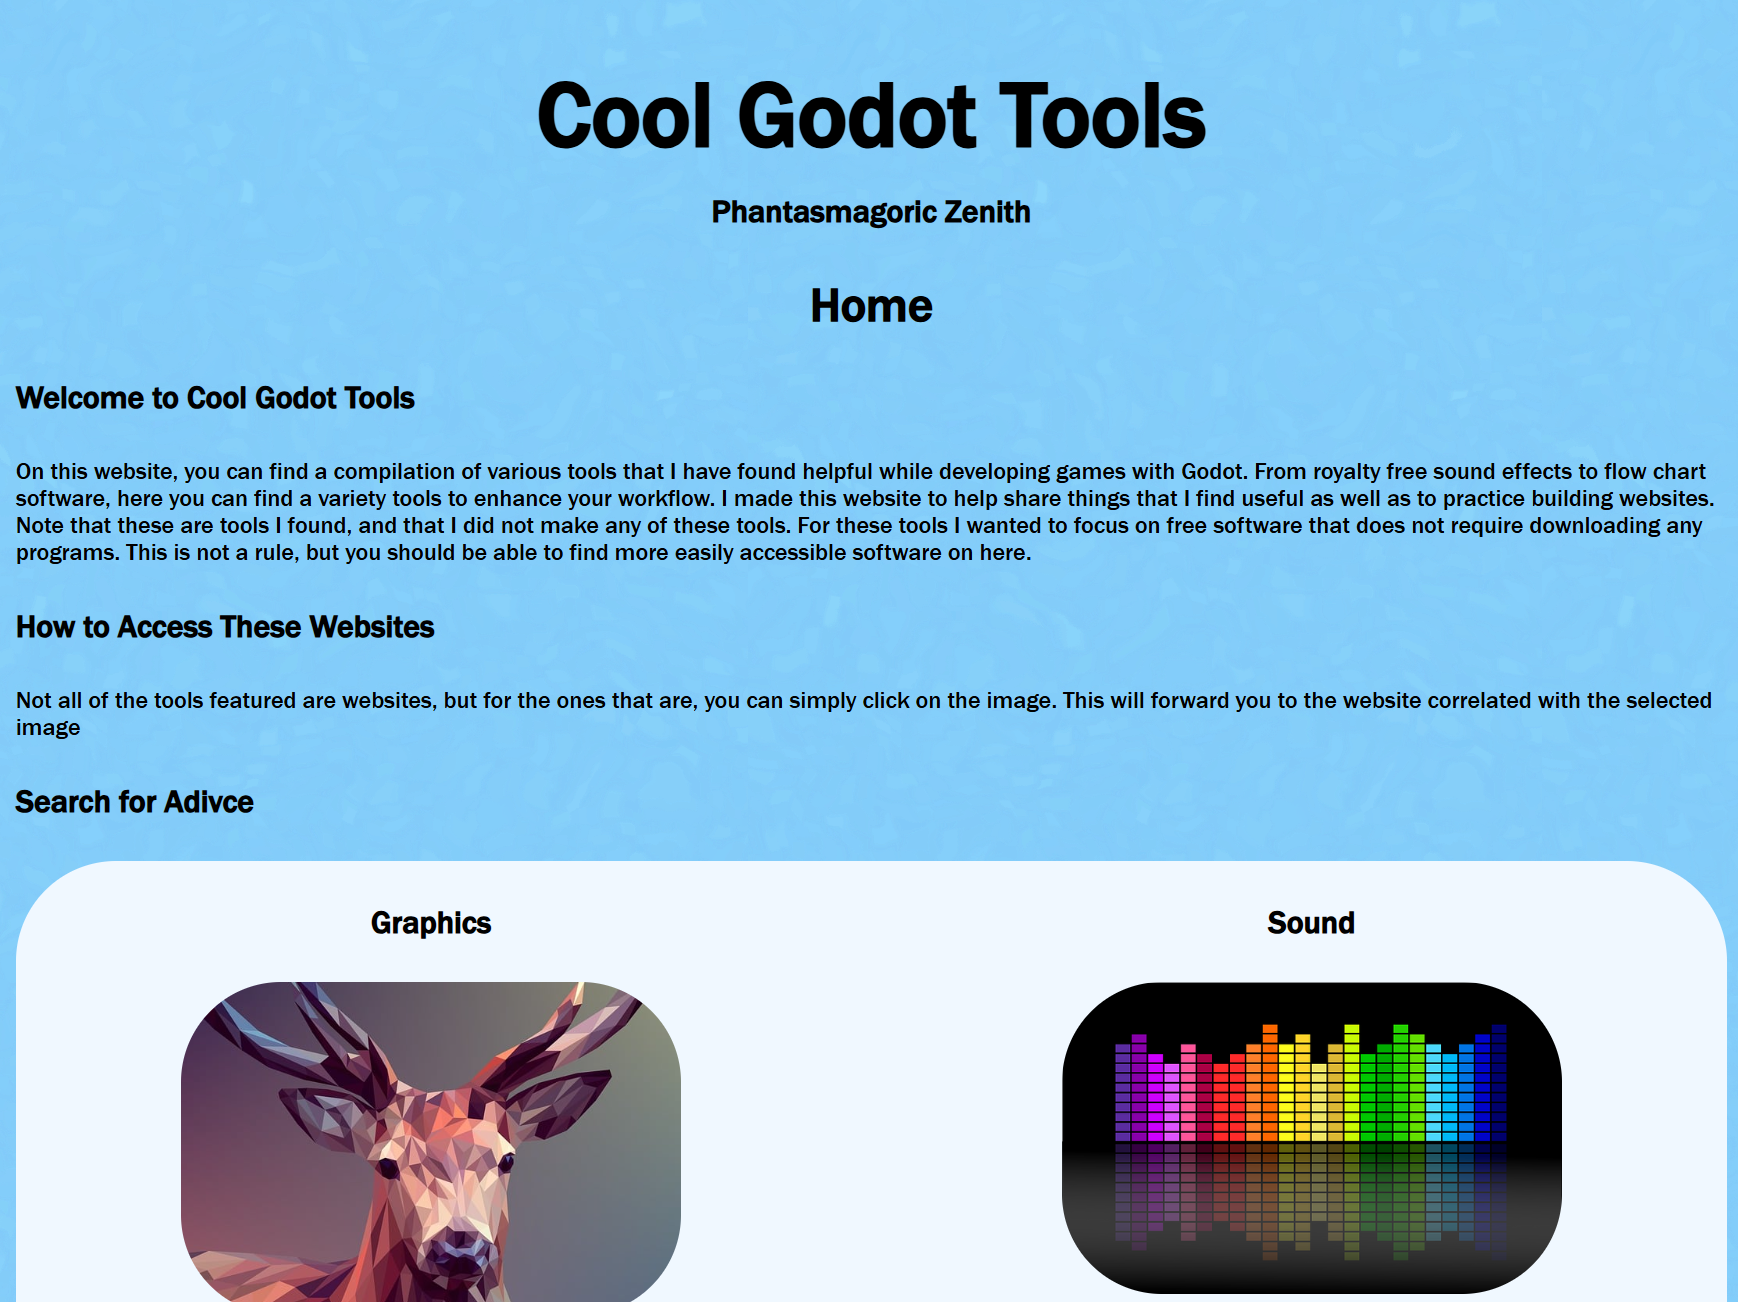 Cool Godot Tools
Phantasmagoric Zenith
Home
Welcome to Cool Godot Tools
On this website, you can find a compilation of various tools that I have found helpful while developing games with Godot. From royalty free sound effects to flow chart
software, here you can find a variety tools to enhance your workflow. I made this website to help share things that I find useful as well as to practice building websites.
Note that these are tools I found, and that I did not make any of these tools. For these tools I wanted to focus on free software that does not require downloading any
programs. This is not a rule, but you should be able to find more easily accessible software on here.
How to Access These Websites
Not all of the tools featured are websites, but for the ones that are, you can simply click on the image. This will forward you to the website correlated with the selected
image
Search for Adivce
Graphics
Sound